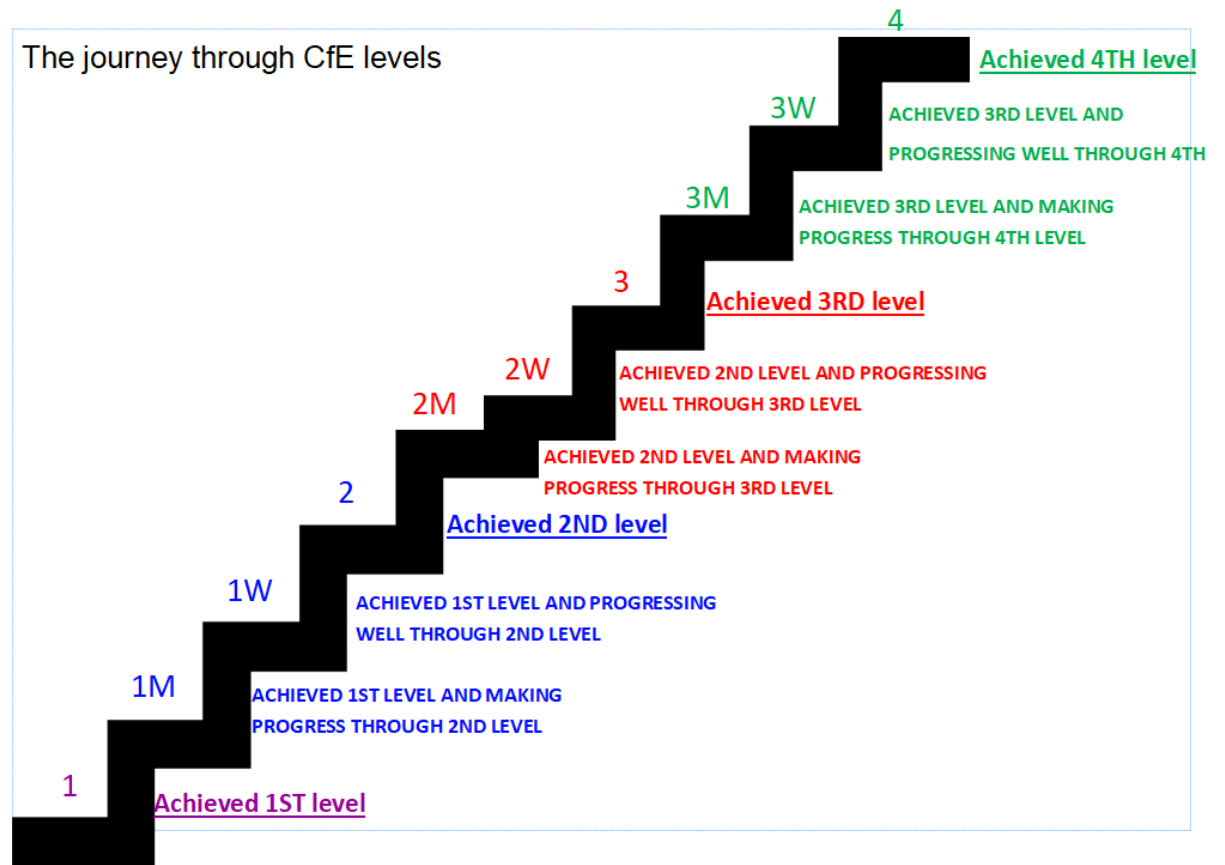 4
The journey through CfE levels
Achieved 4TH level
3W
ACHIEVED 3RD LEVEL AND
PROGRESSING WELL THROUGH 4TH
3M
ACHIEVED 3RD LEVEL AND MAKING
PROGRESS THROUGH 4TH LEVEL
3
Achieved 3RD level
2W
ACHIEVED 2ND LEVEL AND PROGRESSING
WELL THROUGH 3RD LEVEL
2M
ACHIEVED 2ND LEVEL AND MAKING
PROGRESS THROUGH 3RD LEVEL
2
Achieved 2ND level
1W
ACHIEVED 1ST LEVEL AND PROGRESSING
WELL THROUGH 2ND LEVEL
1M
ACHIEVED 1ST LEVEL AND MAKING
PROGRESS THROUGH 2ND LEVEL
1
Achieved 1ST level